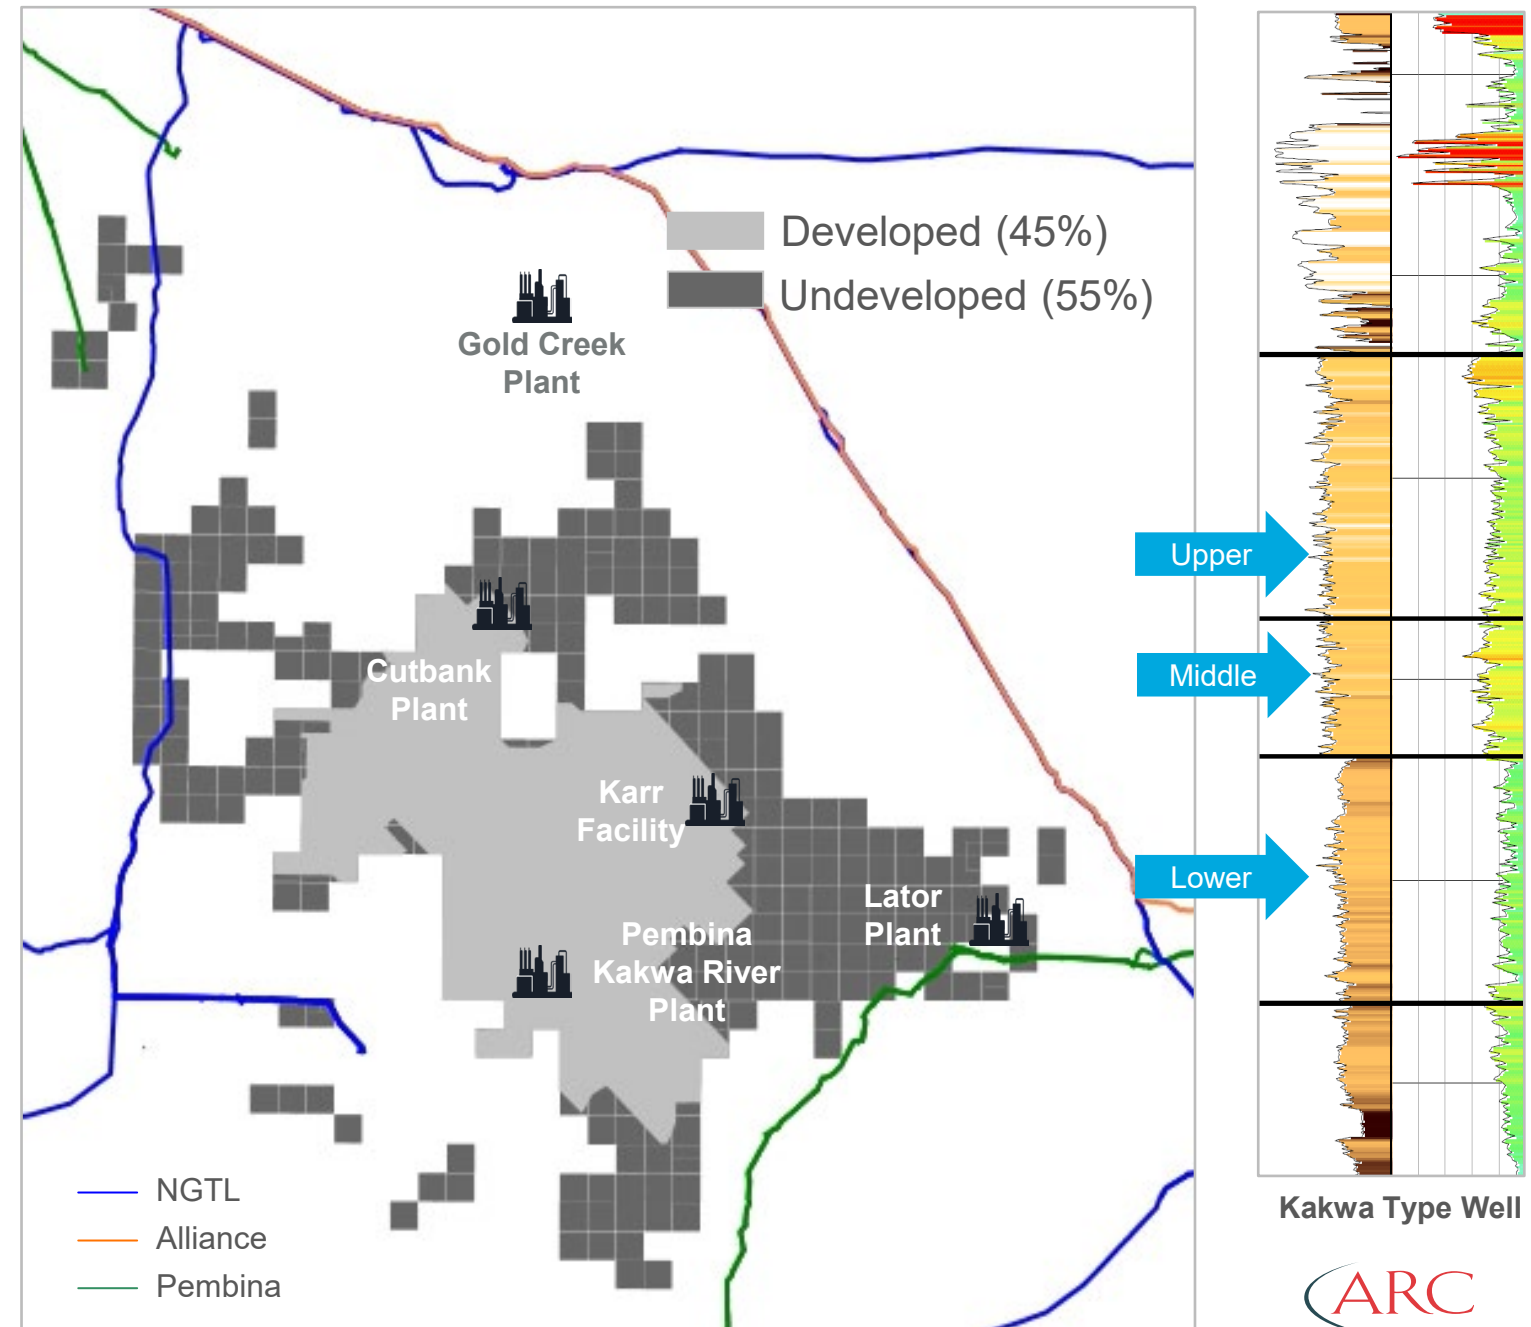 Developed (45%)
Undeveloped (55%)
Gold Creek
Plant
Cutbank
Plant
Karr
Facility
Lator
Plant
Pembina
Kakwa River
Plant
NGTL
Alliance
Pembina
Upper
Middle
Lower
Kakwa Type Well
ARC